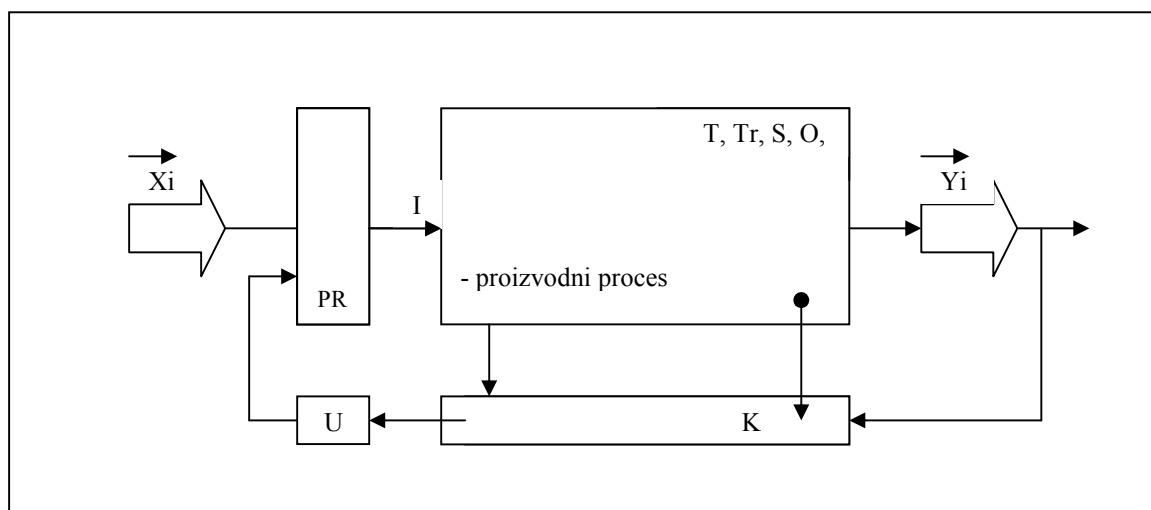 T, Tr, S, O,
Xi
Yi
I
- proizvodni proces
PR
U
K